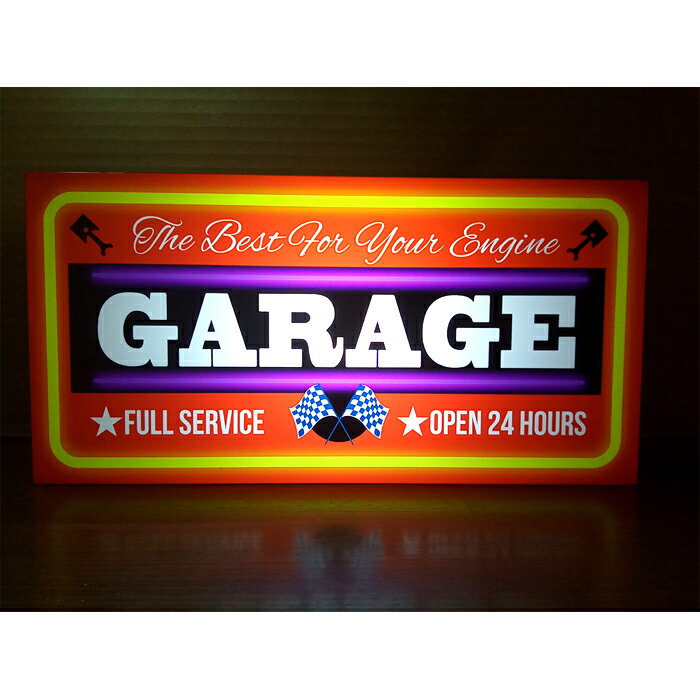 The Best For Your Engine
GARAGE
★FULL SERVICE ★OPEN 24 HOURS